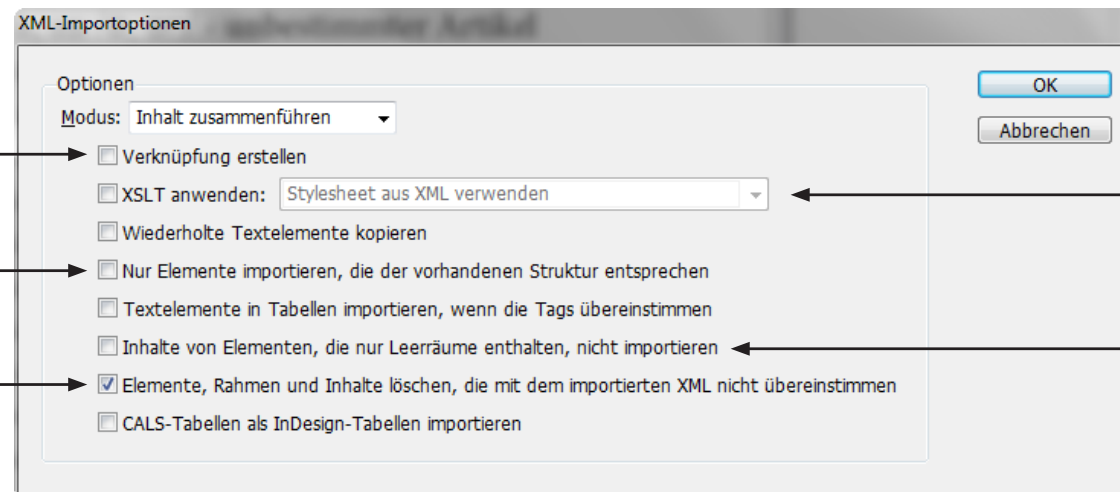 XML-Importoptionen
unbestimmter Artikel
Optionen
OK
Modus: Inhalt zusammenführen
Abbrechen
Verknüpfung erstellen
XSLT anwenden: Stylesheet aus XML verwenden
Wiederholte Textelemente kopieren
Nur Elemente importieren, die der vorhandenen Struktur entsprechen
Textelemente in Tabellen importieren, wenn die Tags übereinstimmen
Inhalte von Elementen, die nur Leerräume enthalten, nicht importieren
Elemente, Rahmen und Inhalte löschen, die mit dem importierten XML nicht übereinstimmen
CALS-Tabellen als InDesign-Tabellen importieren